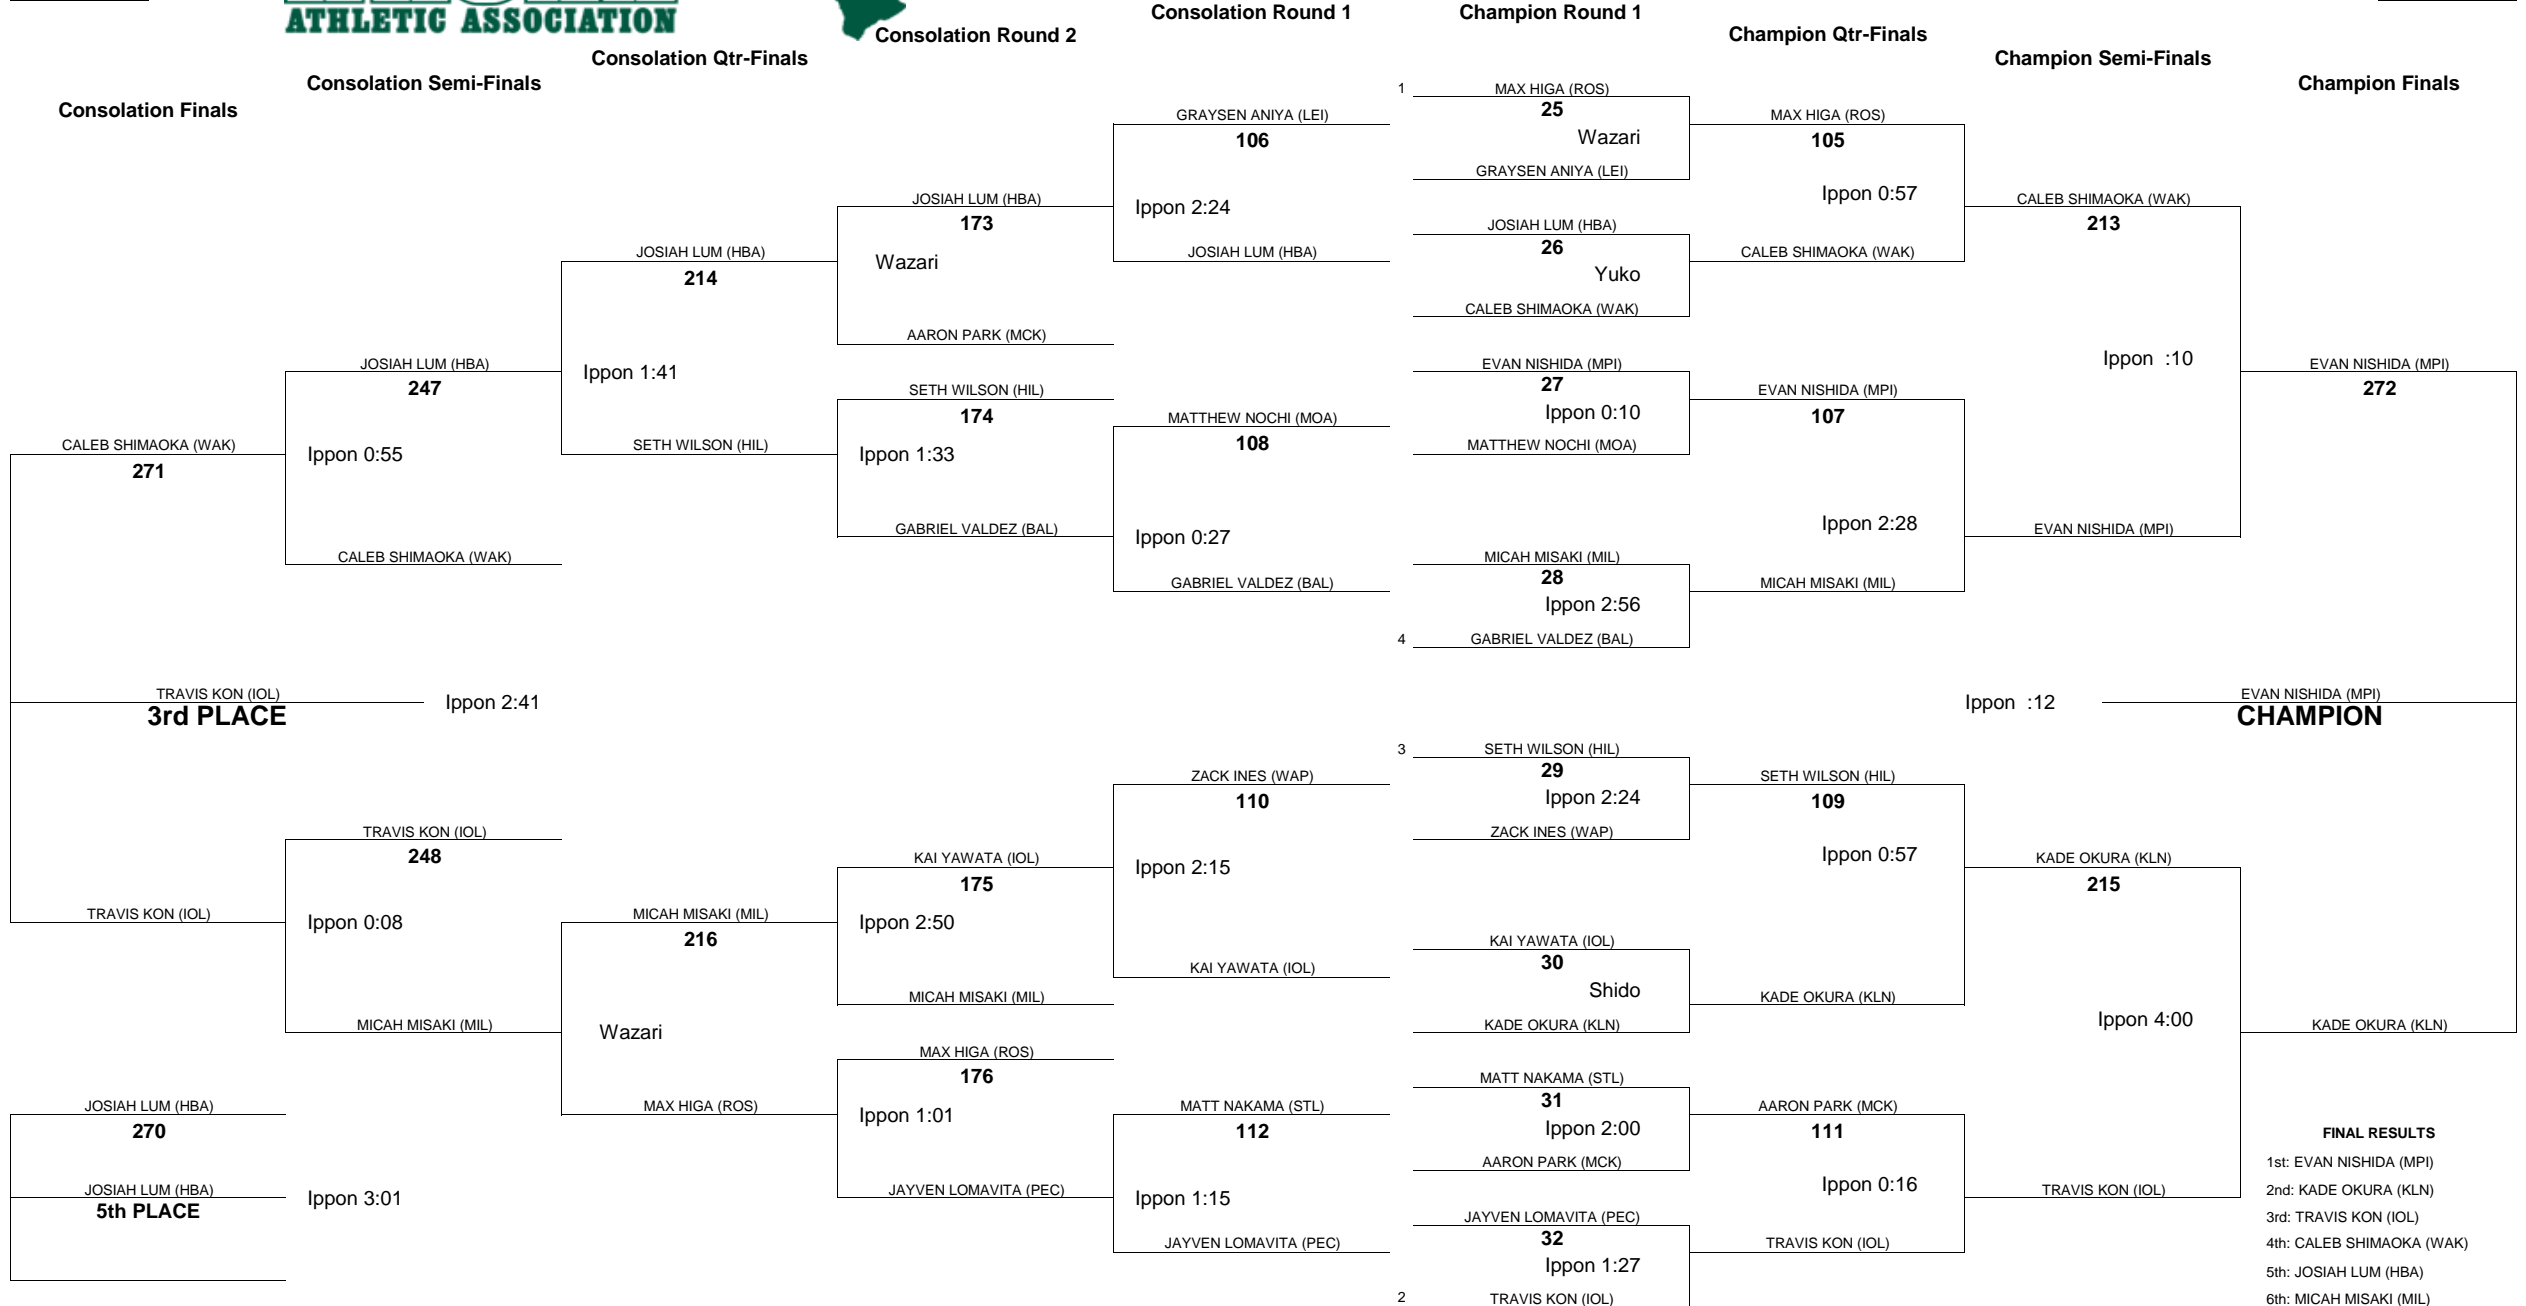 ATHLETIC ASSOCIATION
Consolation Round 1
Champion Round 1
Consolation Round 2
Champion Qtr-Finals
Consolation Qtr-Finals
Champion Semi-Finals
Consolation Semi-Finals
Champion Finals
Consolation Finals
CALEB SHIMAOKA (WAK)
271
TRAVIS KON (IOL)
3rd PLACE
Ippon 2:41
TRAVIS KON (IOL)
JOSIAH LUM (HBA)
270
JOSIAH LUM (HBA)
5th PLACE
Ippon 3:01
JOSIAH LUM (HBA)
247
Ippon 0:55
CALEB SHIMAOKA (WAK)
TRAVIS KON (IOL)
248
Ippon 0:08
MICAH MISAKI (MIL)
JOSIAH LUM (HBA)
214
Ippon 1:41
SETH WILSON (HIL)
MICAH MISAKI (MIL)
216
Wazari
MAX HIGA (ROS)
JOSIAH LUM (HBA)
173
Wazari
AARON PARK (MCK)
SETH WILSON (HIL)
174
Ippon 1:33
GABRIEL VALDEZ (BAL)
KAI YAWATA (IOL)
175
Ippon 2:50
MICAH MISAKI (MIL)
MAX HIGA (ROS)
176
Ippon 1:01
JAYVEN LOMAVITA (PEC)
GRAYSEN ANIYA (LEI)
106
Ippon 2:24
JOSIAH LUM (HBA)
MATTHEW NOCHI (MOA)
108
Ippon 0:27
GABRIEL VALDEZ (BAL)
ZACK INES (WAP)
110
Ippon 2:15
KAI YAWATA (IOL)
MATT NAKAMA (STL)
112
Ippon 1:15
JAYVEN LOMAVITA (PEC)
1 MAX HIGA (ROS)
25
Wazari
GRAYSEN ANIYA (LEI)
JOSIAH LUM (HBA)
26
Yuko
CALEB SHIMAOKA (WAK)
EVAN NISHIDA (MPI)
27
Ippon 0:10
MATTHEW NOCHI (MOA)
MICAH MISAKI (MIL)
28
Ippon 2:56
4 GABRIEL VALDEZ (BAL)
3 SETH WILSON (HIL)
29
Ippon 2:24
ZACK INES (WAP)
KAI YAWATA (IOL)
30
Shido
KADE OKURA (KLN)
MATT NAKAMA (STL)
31
Ippon 2:00
AARON PARK (MCK)
JAYVEN LOMAVITA (PEC)
32
Ippon 1:27
2 TRAVIS KON (IOL)
MAX HIGA (ROS)
105
Ippon 0:57
CALEB SHIMAOKA (WAK)
EVAN NISHIDA (MPI)
107
Ippon 2:28
MICAH MISAKI (MIL)
SETH WILSON (HIL)
109
Ippon 0:57
KADE OKURA (KLN)
AARON PARK (MCK)
111
Ippon 0:16
TRAVIS KON (IOL)
CALEB SHIMAOKA (WAK)
213
Ippon :10
EVAN NISHIDA (MPI)
KADE OKURA (KLN)
215
Ippon 4:00
TRAVIS KON (IOL)
EVAN NISHIDA (MPI)
272
Ippon :12
EVAN NISHIDA (MPI)
CHAMPION
KADE OKURA (KLN)
FINAL RESULTS
1st: EVAN NISHIDA (MPI)
2nd: KADE OKURA (KLN)
3rd: TRAVIS KON (IOL)
4th: CALEB SHIMAOKA (WAK)
5th: JOSIAH LUM (HBA)
6th: MICAH MISAKI (MIL)